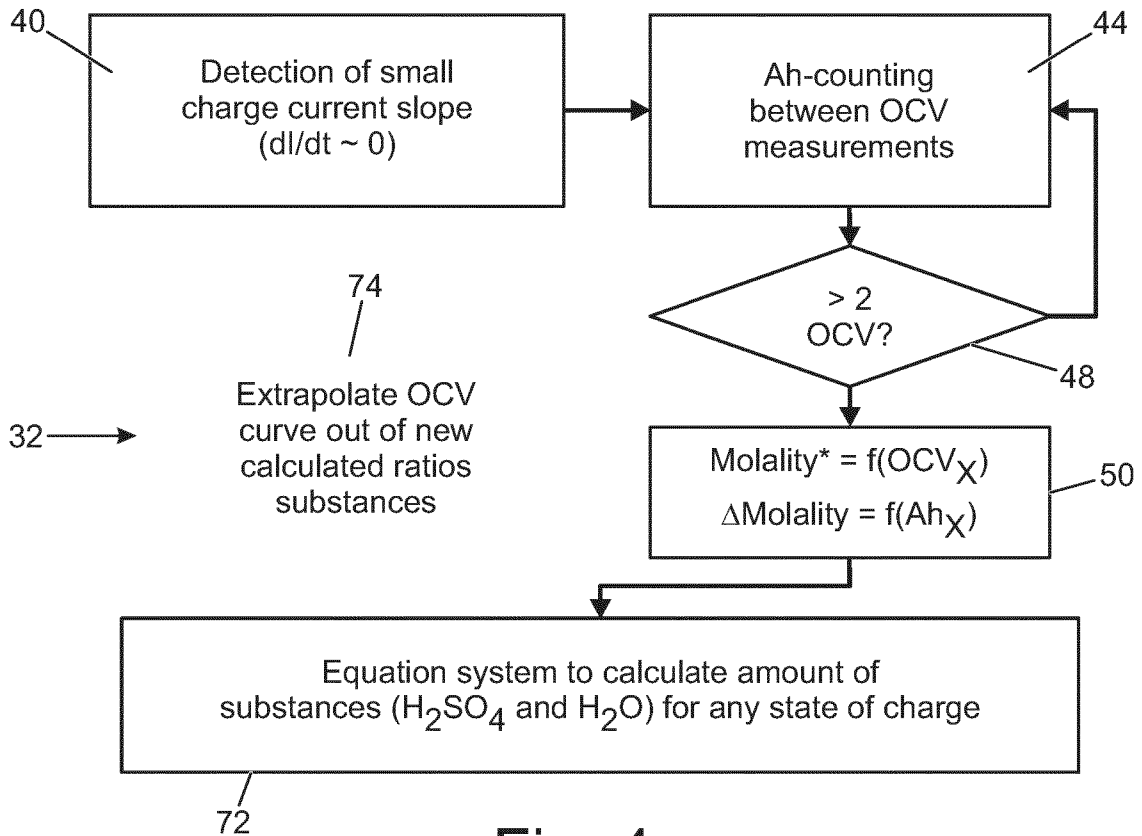 40
Detection of small
charge current slope
(dI/dt ~ 0)
44
Ah-counting
between OCV
measurements
> 2
OCV?
48
74
Extrapolate OCV
curve out of new
calculated ratios
substances
32
Molality* = f(OCVX)
ΔMolality = f(AhX)
50
Equation system to calculate amount of
substances (H2SO4 and H2O) for any state of charge
72